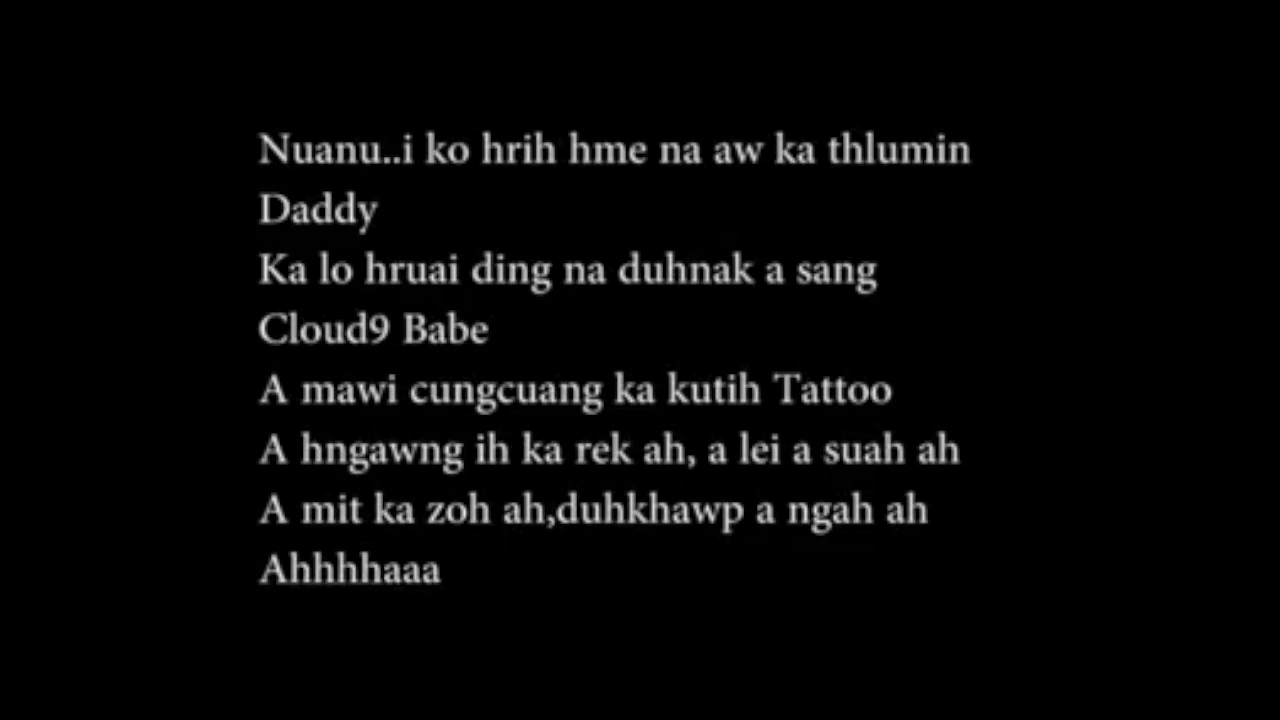 Nuanu..i ko hrih hme na aw ka thlumin
Daddy
Ka lo hruai ding na duhnak a sang
Cloud9 Babe
A mawi cungcuang ka kutih Tattoo
A hngawng ih ka rek ah, a lei a suah ah
A mit ka zoh ah,duhkhawp a ngah ah
Ahhhhaaa